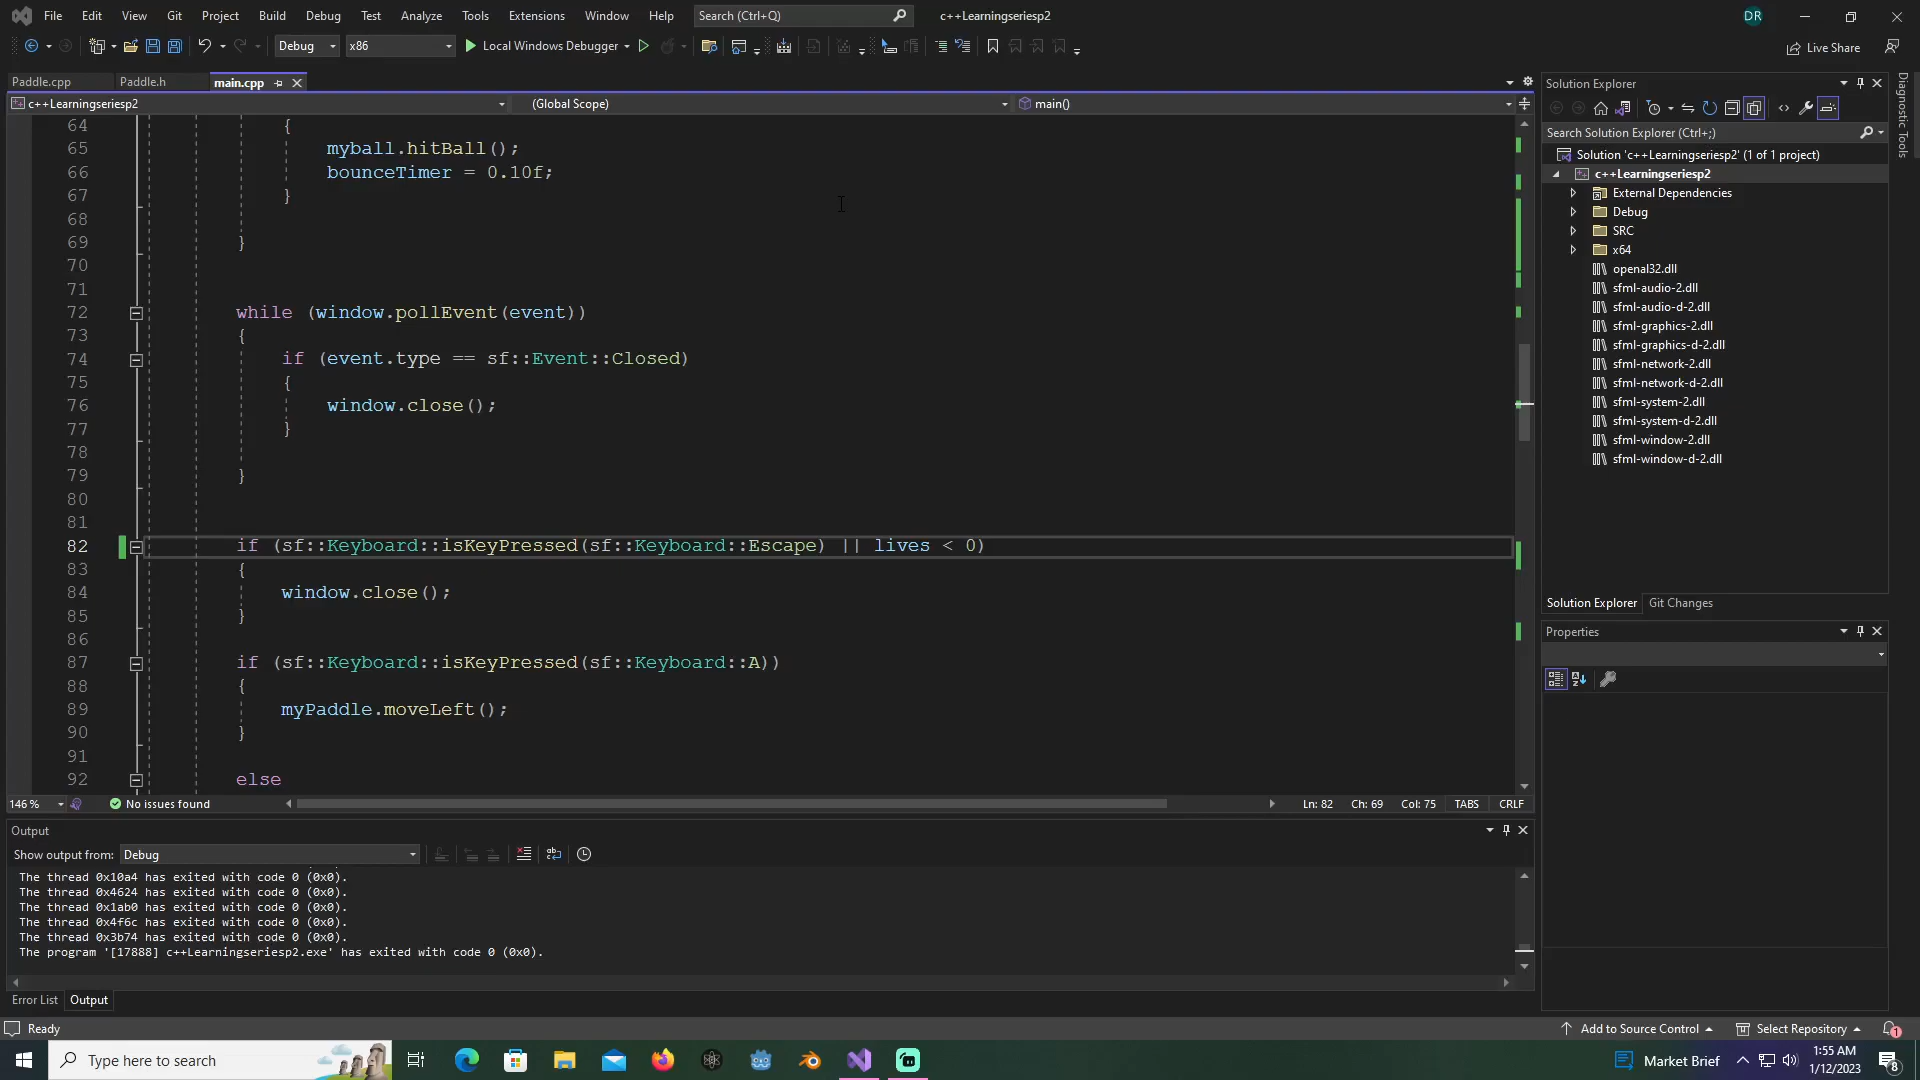 File Edit View Git Project Build Debug Test Analyze Tools Extensions Window Help Search (Ctrl+Q) c++Learningseriesp2 DR
Debug x86 Local Windows Debugger Live Share
Paddle.cpp Paddle.h main.cpp
c++Learningseriesp2 (Global Scope) main()
64 {
65 myball.hitBall();
66 bounceTimer = 0.10f;
67 }
68
69 }
70
71
72 while (window.pollEvent(event))
73 {
74 if (event.type == sf::Event::Closed)
75 {
76 window.close();
77 }
78
79 }
80
81
82 if (sf::Keyboard::isKeyPressed(sf::Keyboard::Escape) || lives < 0)
83 {
84 window.close();
85 }
86
87 if (sf::Keyboard::isKeyPressed(sf::Keyboard::A))
88 {
89 myPaddle.moveLeft();
90 }
91
92 else
146 % No issues found Ln: 82 Ch: 69 Col: 75 TABS CRLF
Output
Show output from: Debug
The thread 0x10a4 has exited with code 0 (0x0).
The thread 0x4624 has exited with code 0 (0x0).
The thread 0x1ab0 has exited with code 0 (0x0).
The thread 0x4f6c has exited with code 0 (0x0).
The thread 0x3b74 has exited with code 0 (0x0).
The program '[17888] c++Learningseriesp2.exe' has exited with code 0 (0x0).
Error List Output
Solution Explorer
Search Solution Explorer (Ctrl+;)
Solution 'c++Learningseriesp2' (1 of 1 project)
c++Learningseriesp2
External Dependencies
Debug
SRC
x64
openal32.dll
sfml-audio-2.dll
sfml-audio-d-2.dll
sfml-graphics-2.dll
sfml-graphics-d-2.dll
sfml-network-2.dll
sfml-network-d-2.dll
sfml-system-2.dll
sfml-system-d-2.dll
sfml-window-2.dll
sfml-window-d-2.dll
Solution Explorer Git Changes
Properties
Diagnostic Tools
Ready Add to Source Control Select Repository 1
Type here to search Market Brief 1:55 AM
1/12/2023 8